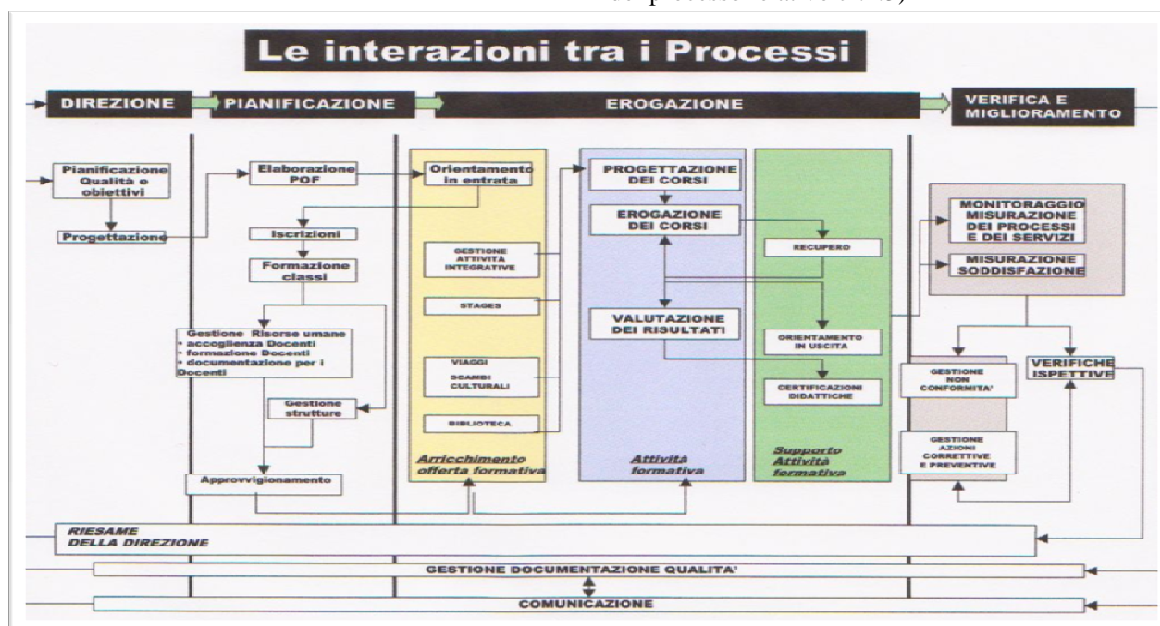 Le interazioni tra i Processi
DIREZIONE
PIANIFICAZIONE
EROGAZIONE
VERIFICA E
MIGLIORAMENTO
Pianificazione
Qualità e
obiettivi
Progettazione
Elaborazione
POF
Iscrizioni
Formazione
classi
Gestione Risorse umane
• accoglienza Docenti
- formazione Docenti
• documentazione per i
Docenti
Gestione
strutture
Approvvigionamento
Orientamento
in entrata
GESTIONE
ATTIVITÀ
INTEGRATIVE
STAGES
VIAGGI
SCAMBI
CULTURALI
BIBLIOTECA
Arricchimento
offerta formativa
PROGETTAZIONE
DEI CORSI
EROGAZIONE
DEI CORSI
VALUTAZIONE
DEI RISULTATI
Attività
formativa
RECUPERO
ORIENTAMENTO
IN USCITA
CERTIFICAZIONI
DIDATTICHE
Supporto
Attività
formativa
MONITORAGGIO
MISURAZIONE
DEI PROCESSI
E DEI SERVIZI
MISURAZIONE
SODDISFAZIONE
GESTIONE
NON
CONFORMITA'
VERIFICHE
ISPETTIVE
GESTIONE
AZIONI
CORRETTIVE
E PREVENTIVE
RIESAME
DELLA DIREZIONE
GESTIONE DOCUMENTAZIONE QUALITA'
COMUNICAZIONE